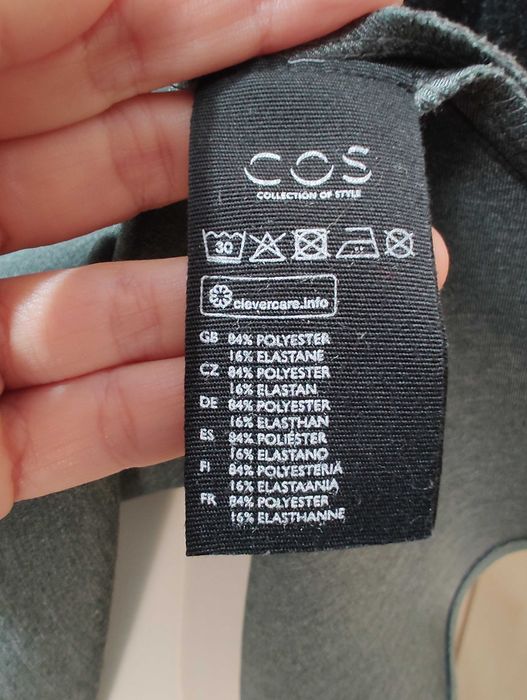 COS
COLLECTION OF STYLE
30
clevercare.info
GB 84% POLYESTER
16% ELASTANE
CZ 84% POLYESTER
16% ELASTAN
DE 84% POLYESTER
16% ELASTHAN
ES 84% POLIÉSTER
16% ELASTANO
FI 84% POLYESTERIÄ
16% ELASTAANIA
FR 84% POLYESTER
16% ELASTHANNE